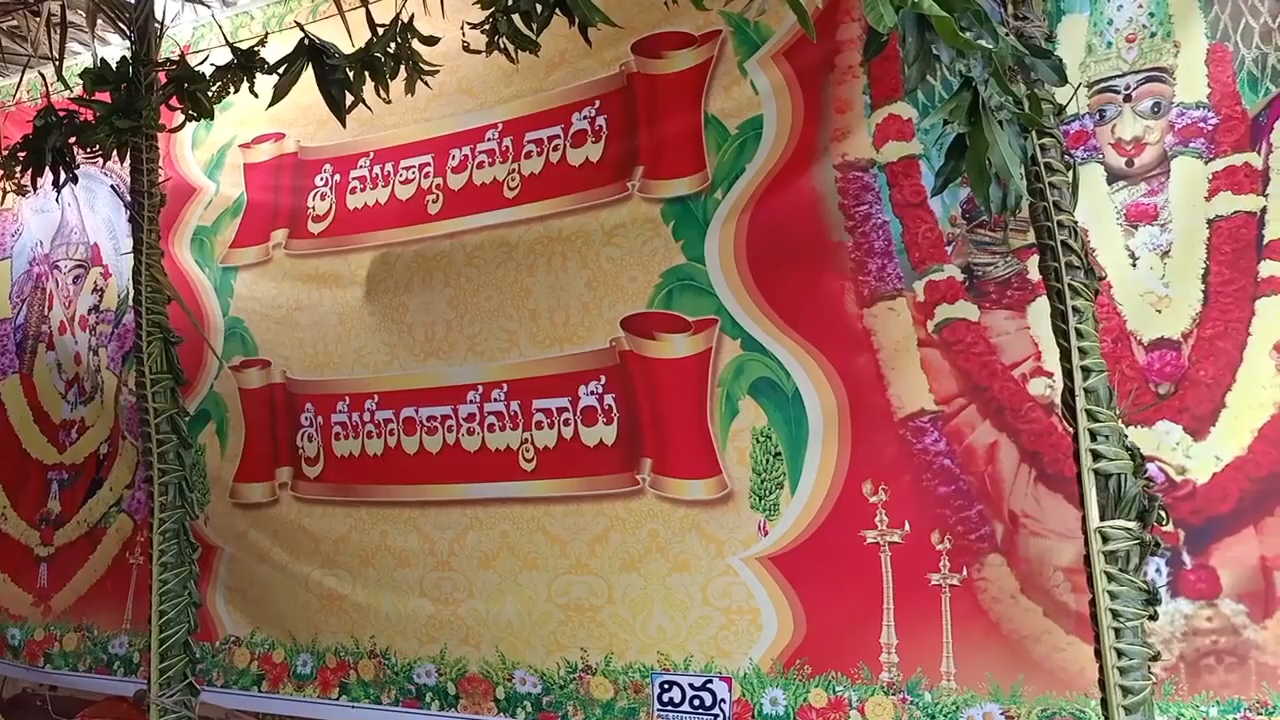 శ్రీ ముత్యాలమ్మవారు
శ్రీ మహంకాళమ్మవారు
దివ్య